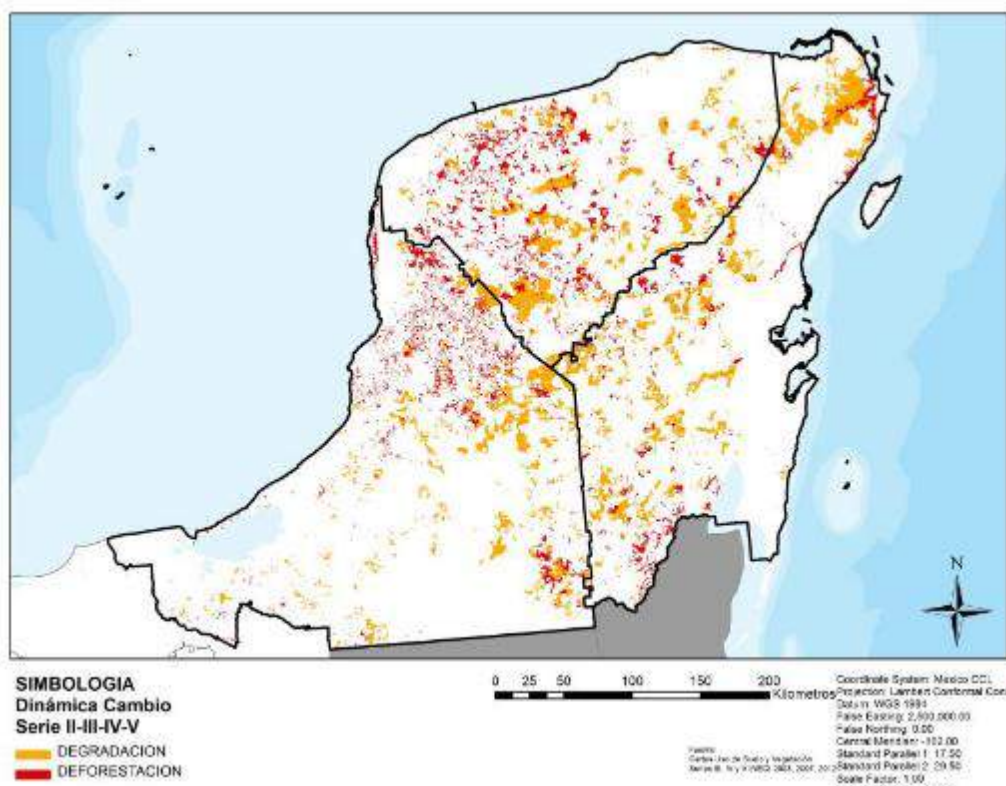 N
SIMBOLOGIA
Dinámica Cambio
Serie II-III-IV-V
DEGRADACION
DEFORESTACION
0 25 50 100 150 200
Kilometros
Coordinate System: Mexico CCL
Projection: Lambert Conformal Con
Datum: WGS 1984
False Easting: 2,500,000.00
False Northing: 0.00
Central Meridian: -102.00
Standard Parallel 1: 17.50
Standard Parallel 2: 29.50
Scale Factor: 1.00